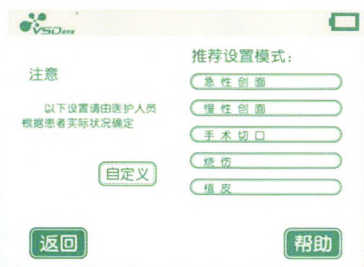 VSD
注意
以下设置请由医护人员
根据患者实际状况确定
自定义
推荐设置模式：
急性创面
慢性创面
手术切口
烧伤
植皮
返回
帮助